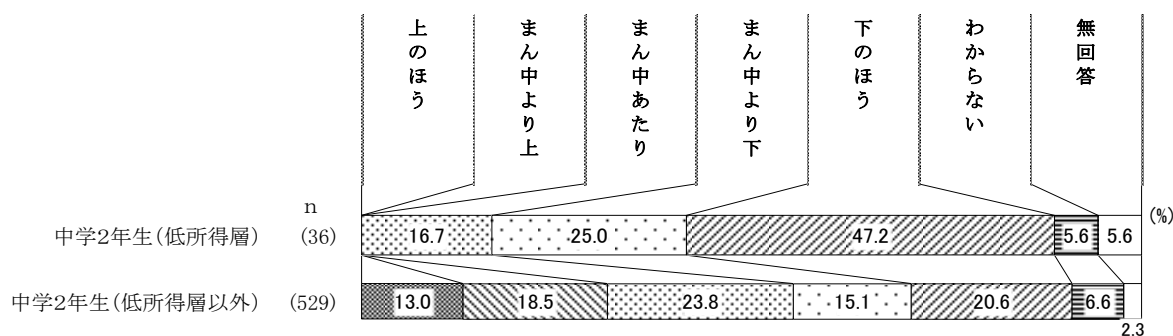 上のほう
まん中より上
まん中あたり
まん中より下
下のほう
わからない
無回答
n
(%)
中学2年生(低所得層) (36) 16.7 25.0 47.2 5.6 5.6
中学2年生(低所得層以外) (529) 13.0 18.5 23.8 15.1 20.6 6.6
2.3